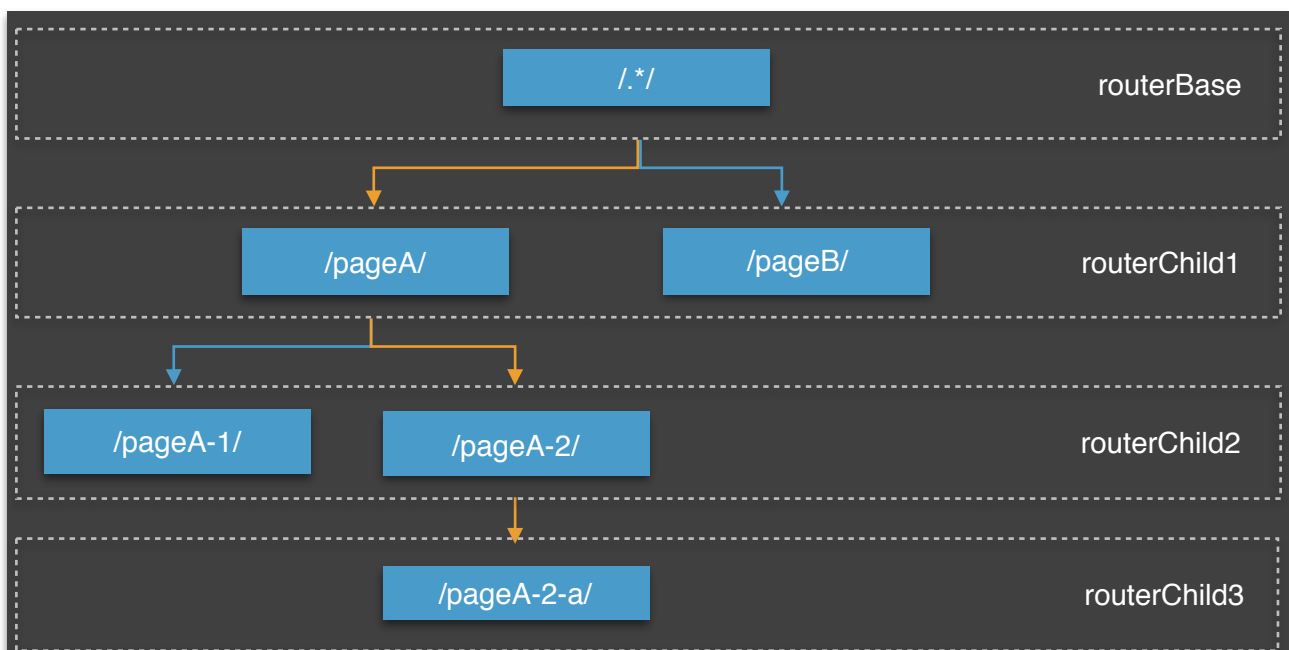 /.*/
routerBase
/pageA/
/pageB/
routerChild1
/pageA-1/
/pageA-2/
routerChild2
/pageA-2-a/
routerChild3